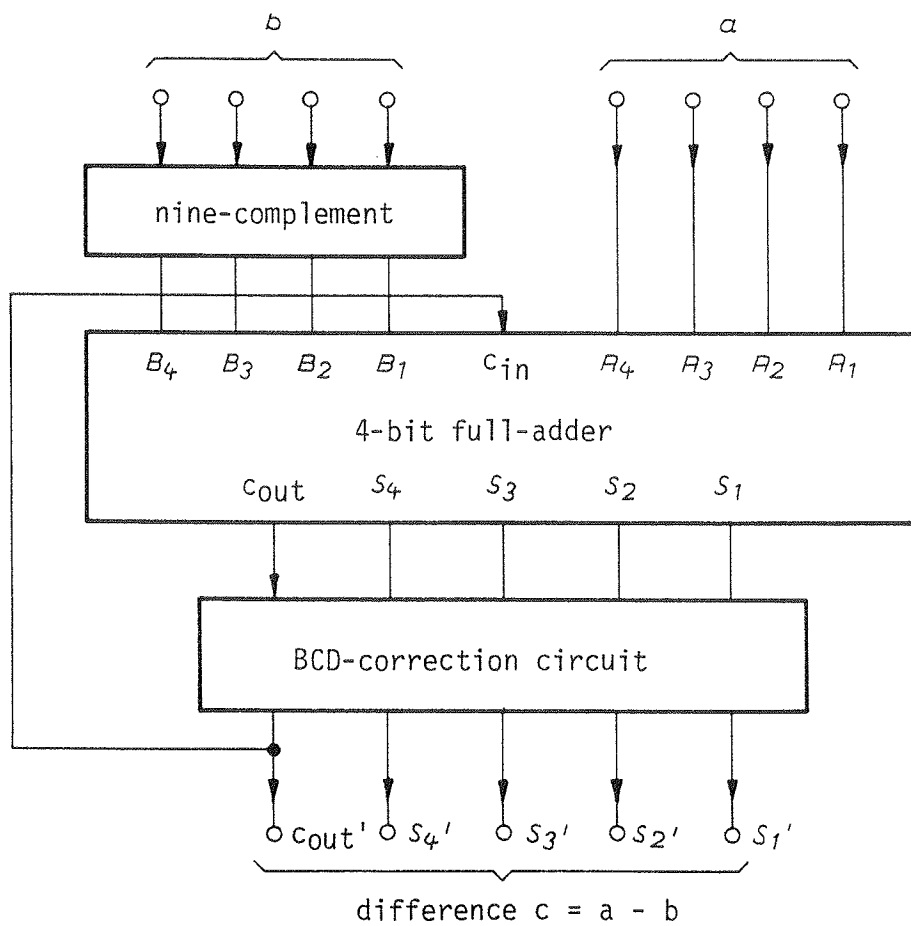 b a
nine-complement
B4 B3 B2 B1 cin A4 A3 A2 A1
4-bit full-adder
cout S4 S3 S2 S1
BCD-correction circuit
cout' S4' S3' S2' S1'
difference c = a - b